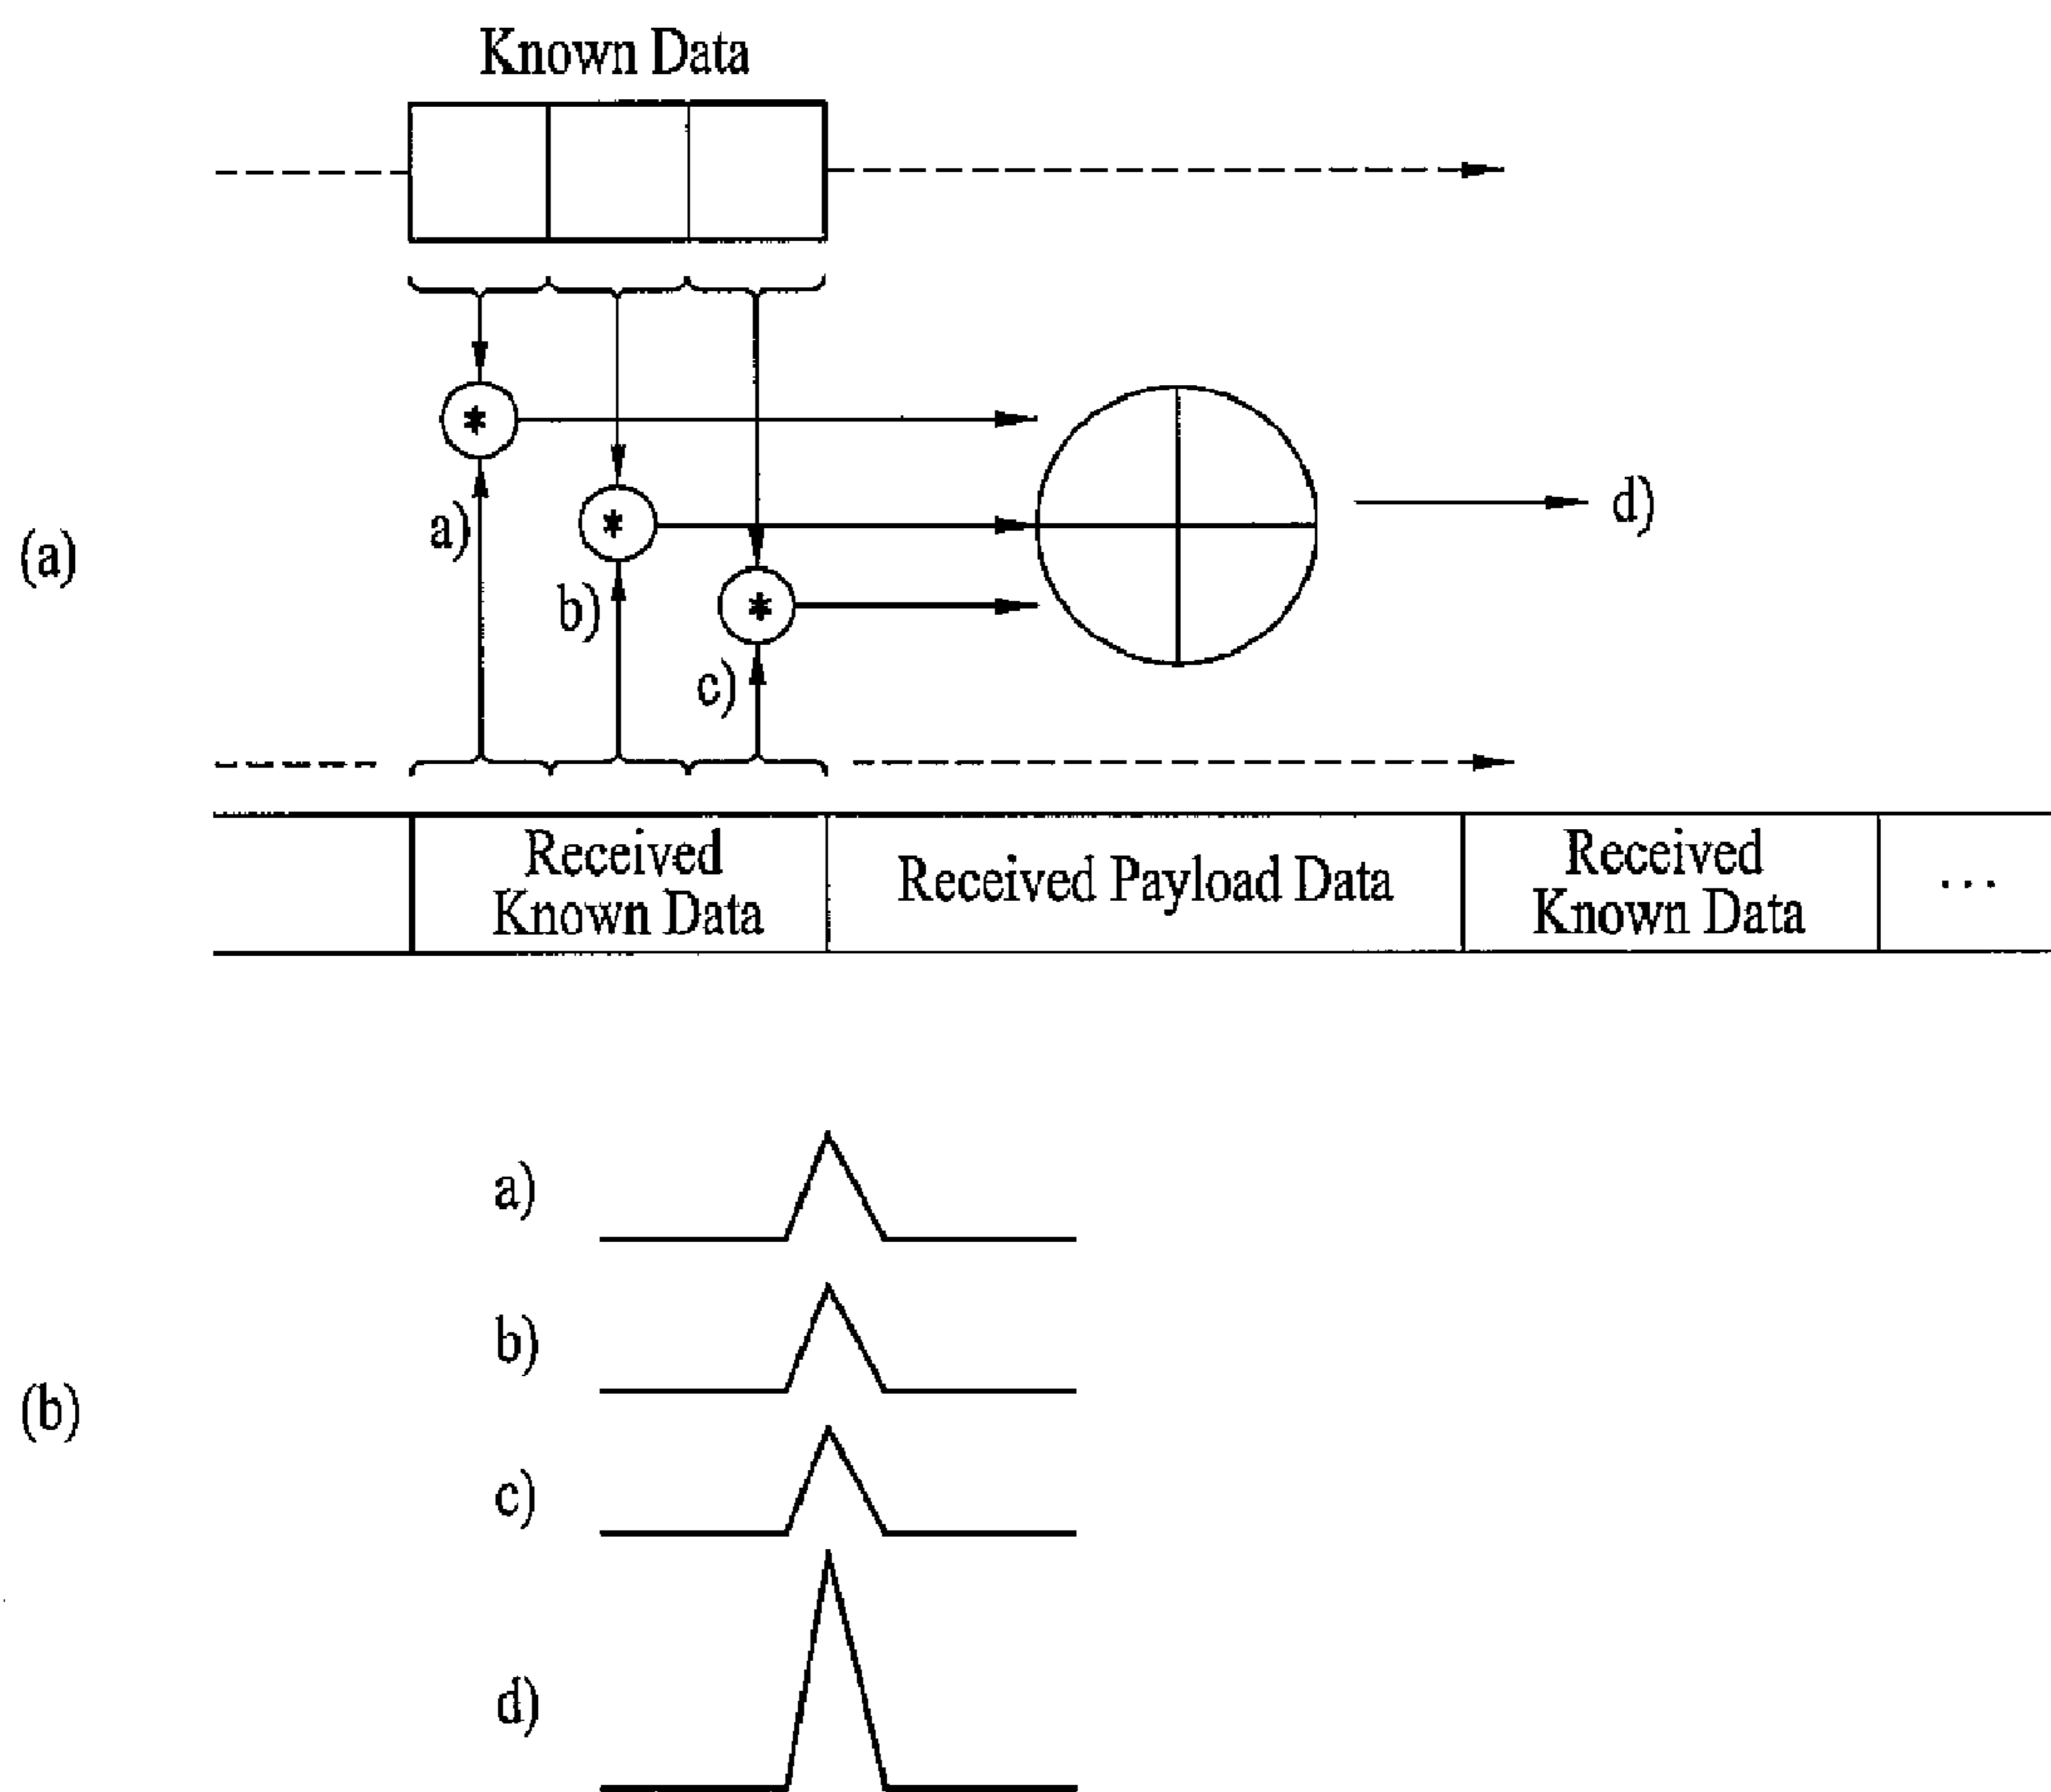 Known Data
*
a)
*
d)
(a)
b)
*
c)
Received
Known Data
Received Payload Data
Received
Known Data
...
a)
b)
(b)
c)
d)